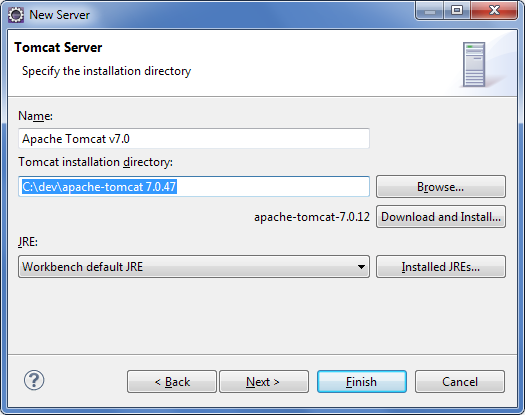 New Server
Tomcat Server
Specify the installation directory
Name:
Apache Tomcat v7.0
Tomcat installation directory:
C:\dev\apache-tomcat 7.0.47
Browse...
apache-tomcat-7.0.12
Download and Install...
JRE:
Workbench default JRE
Installed JREs...
?
< Back
Next >
Finish
Cancel